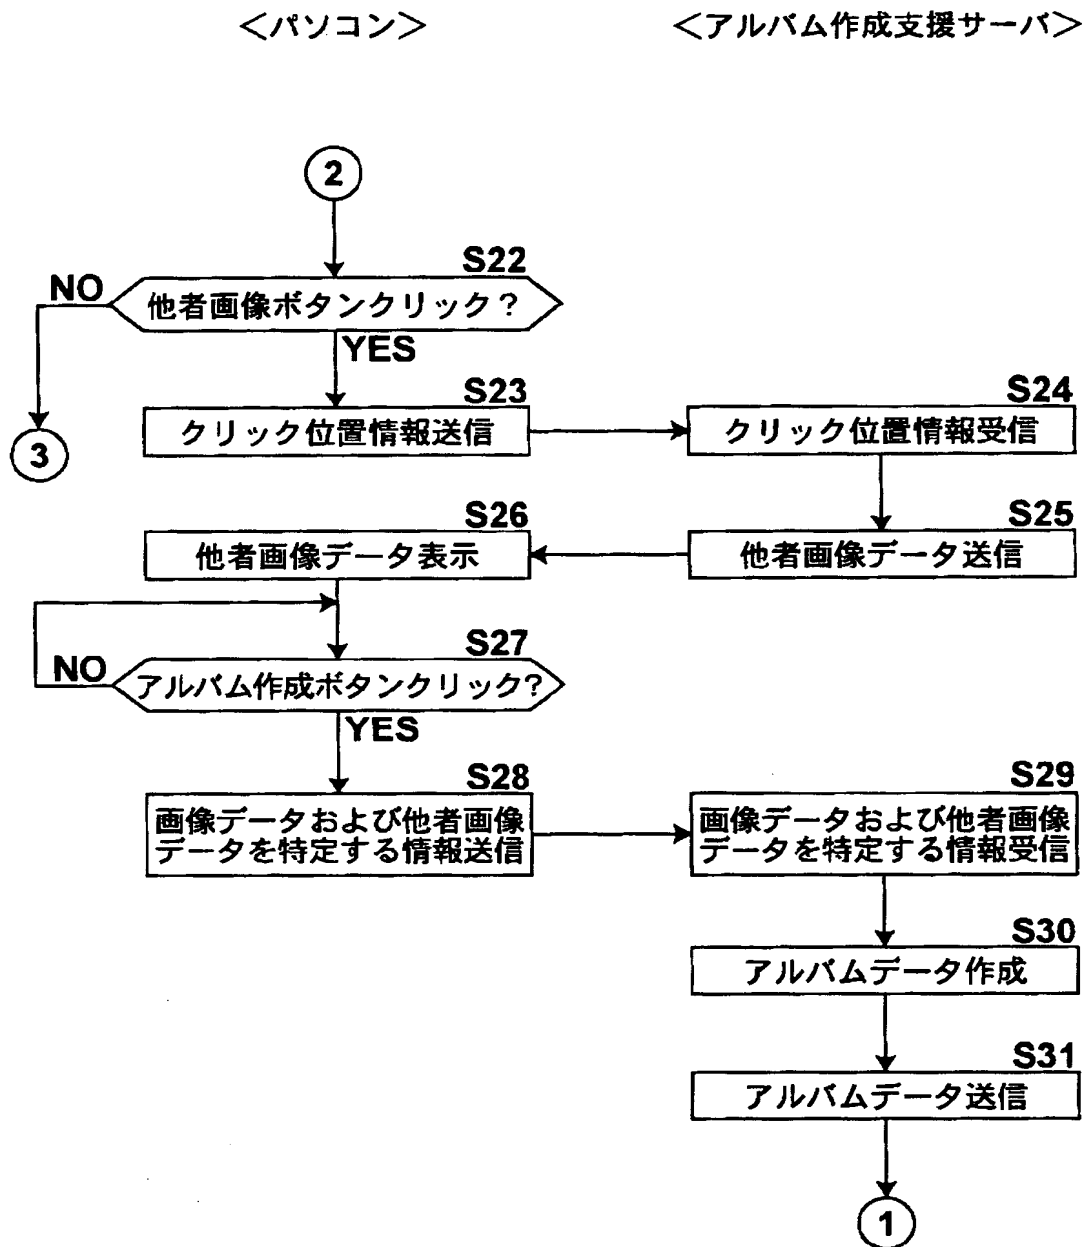 <パソコン>
<アルバム作成支援サーバ>
2
S22
NO
他者画像ボタンクリック?
YES
3
S23
クリック位置情報送信
S24
クリック位置情報受信
S26
他者画像データ表示
S25
他者画像データ送信
S27
NO
アルバム作成ボタンクリック?
YES
S28
画像データおよび他者画像
データを特定する情報送信
S29
画像データおよび他者画像
データを特定する情報受信
S30
アルバムデータ作成
S31
アルバムデータ送信
1